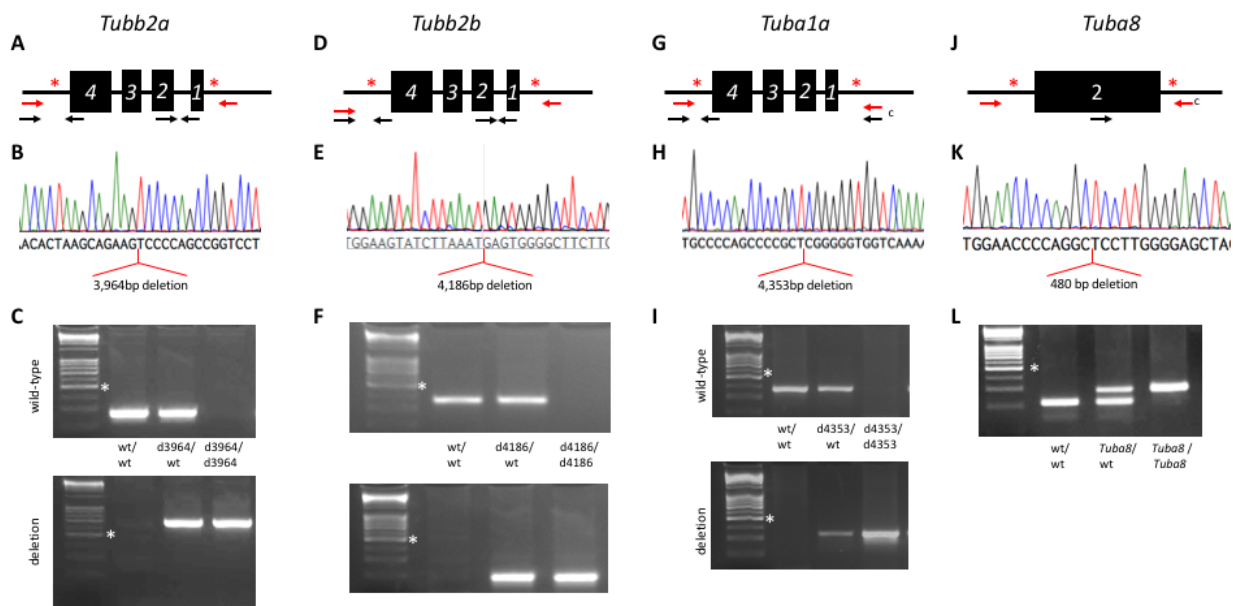 Tubb2a
Tubb2b
Tuba1a
Tuba8
A
D
G
J
*
*
*
*
*
*
*
*
4
3
2
1
4
3
2
1
4
3
2
1
2
c
c
B
E
H
K
ACACTAAGCAGAAGTCCCCAGCCGGTCCT
TGGAAGTATCTTAAATGAGTGGGGCTTCTTC
TGCCCCAGCCCCGCTCGGGGGTGGTCAAAA
TGGAACCCCAGGCTCCTTGGGGAGCTA
3,964bp deletion
4,186bp deletion
4,353bp deletion
480 bp deletion
C
F
I
L
wild-type
wild-type
*
*
*
*
wt/ d3964/ d3964/
wt wt d3964
wt/ d4186/ d4186/
wt wt d4186
wt/ d4353/ d4353/
wt wt d4353
wt/ Tuba8/ Tuba8/
wt wt Tuba8
deletion
deletion
*
*
*